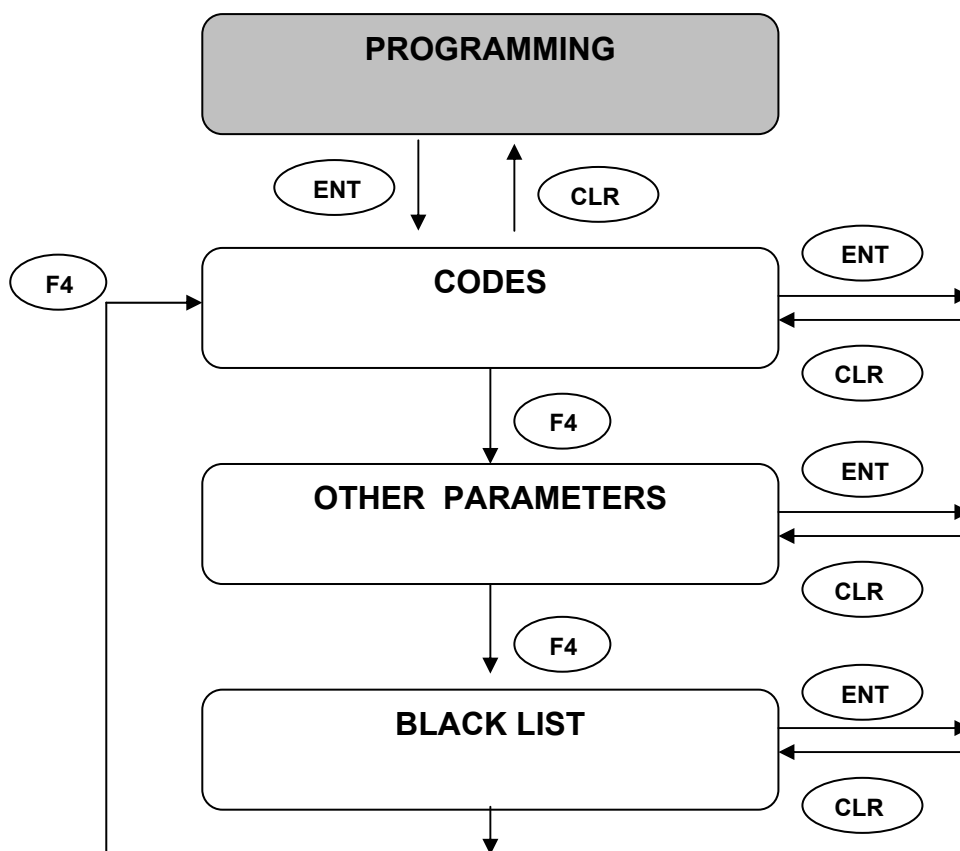 PROGRAMMING
ENT
CLR
F4
CODES
ENT
CLR
F4
OTHER PARAMETERS
ENT
CLR
F4
BLACK LIST
ENT
CLR